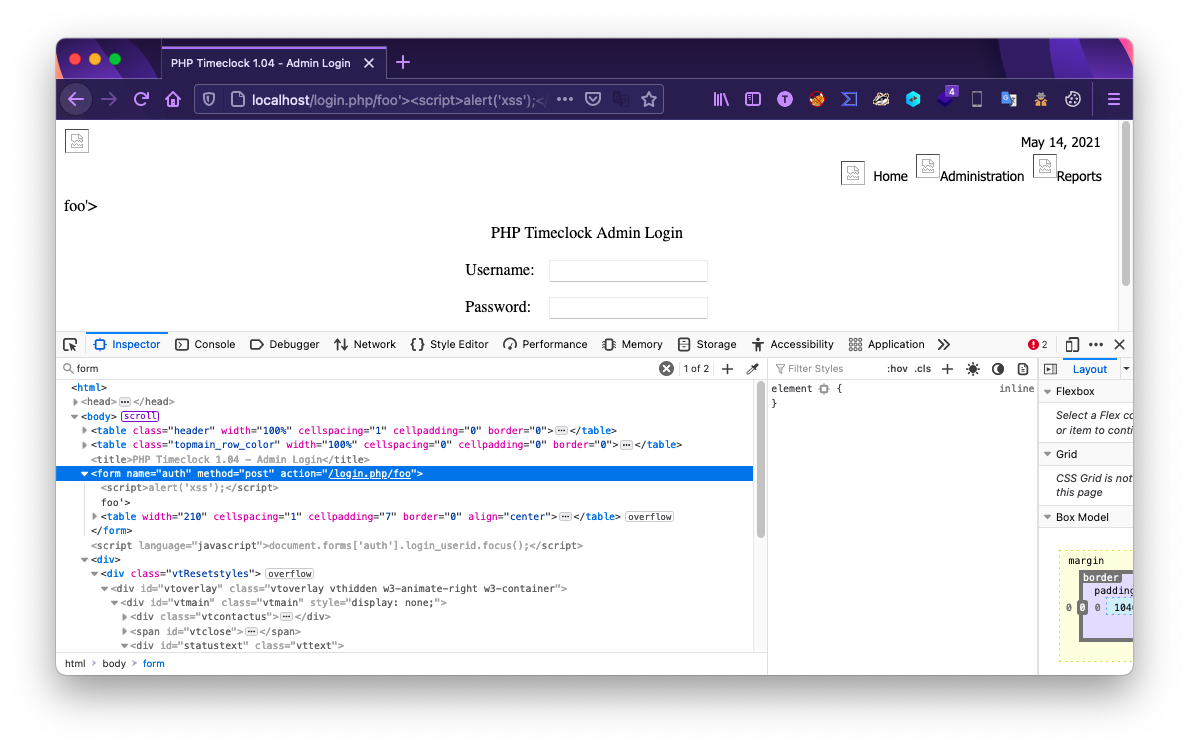 PHP Timeclock 1.04 - Admin Login
localhost/login.php/foo'><script>alert('xss');</
4
May 14, 2021
Home Administration Reports
foo'>
PHP Timeclock Admin Login
Username:
Password:
Inspector Console Debugger Network Style Editor Performance Memory Storage Accessibility Application 2
form 1 of 2 Filter Styles :hov .cls Layout
<html>
<head> </head>
<body> scroll
<table class="header" width="100%" cellspacing="1" cellpadding="0" border="0"> </table>
<table class="topmain_row_color" width="100%" cellspacing="0" cellpadding="0" border="0"> </table>
<title>PHP Timeclock 1.04 – Admin Login</title>
<form name="auth" method="post" action="/login.php/foo">
<script>alert('xss');</script>
foo'>
<table width="210" cellspacing="1" cellpadding="7" border="0" align="center"> </table> overflow
</form>
<script language="javascript">document.forms['auth'].login_userid.focus();</script>
<div>
<div class="vtResetstyles"> overflow
<div id="vtoverlay" class="vtoverlay vthidden w3-animate-right w3-container">
<div id="vtmain" class="vtmain" style="display: none;">
<div class="vtcontactus"> </div>
<span id="vtclose"> </span>
<div id="statustext" class="vttext">
html body form
element { inline
}
Flexbox
Select a Flex co
or item to conti
Grid
CSS Grid is not
this page
Box Model
margin
border
padding
0 0 0 104